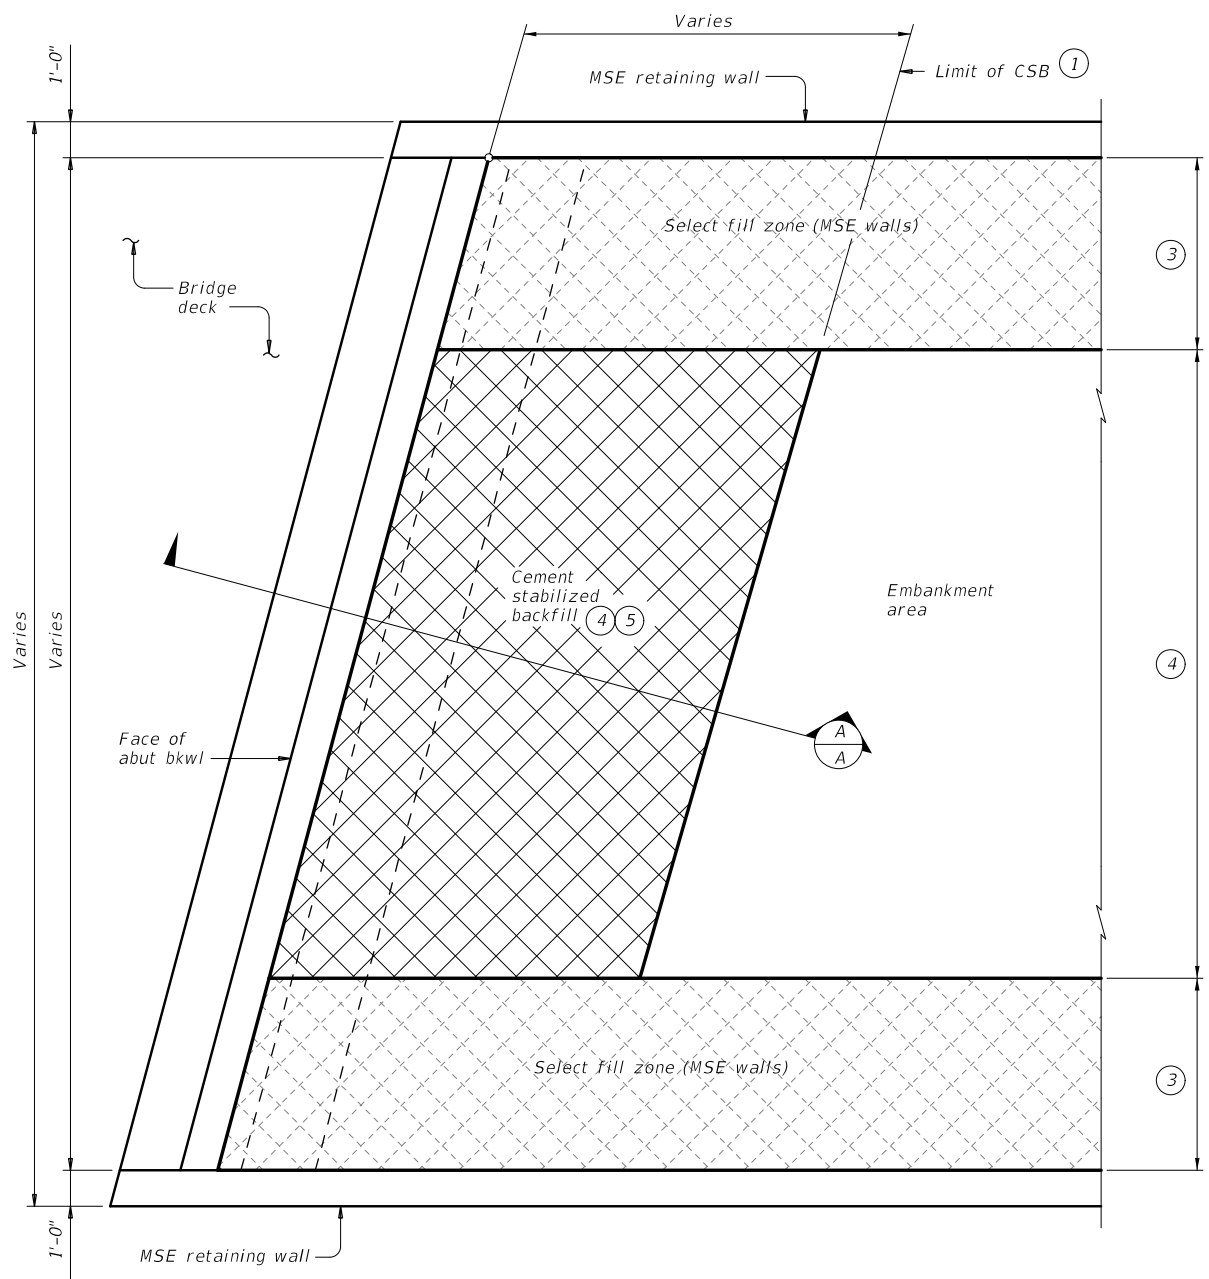 Varies
1'-0"
MSE retaining wall
Limit of CSB 1
Select fill zone (MSE walls)
3
Bridge
deck
Cement
stabilized
backfill 4 5
Embankment
area
Varies
Varies
4
Face of
abut bkwl
A
A
Select fill zone (MSE walls)
3
1'-0"
MSE retaining wall